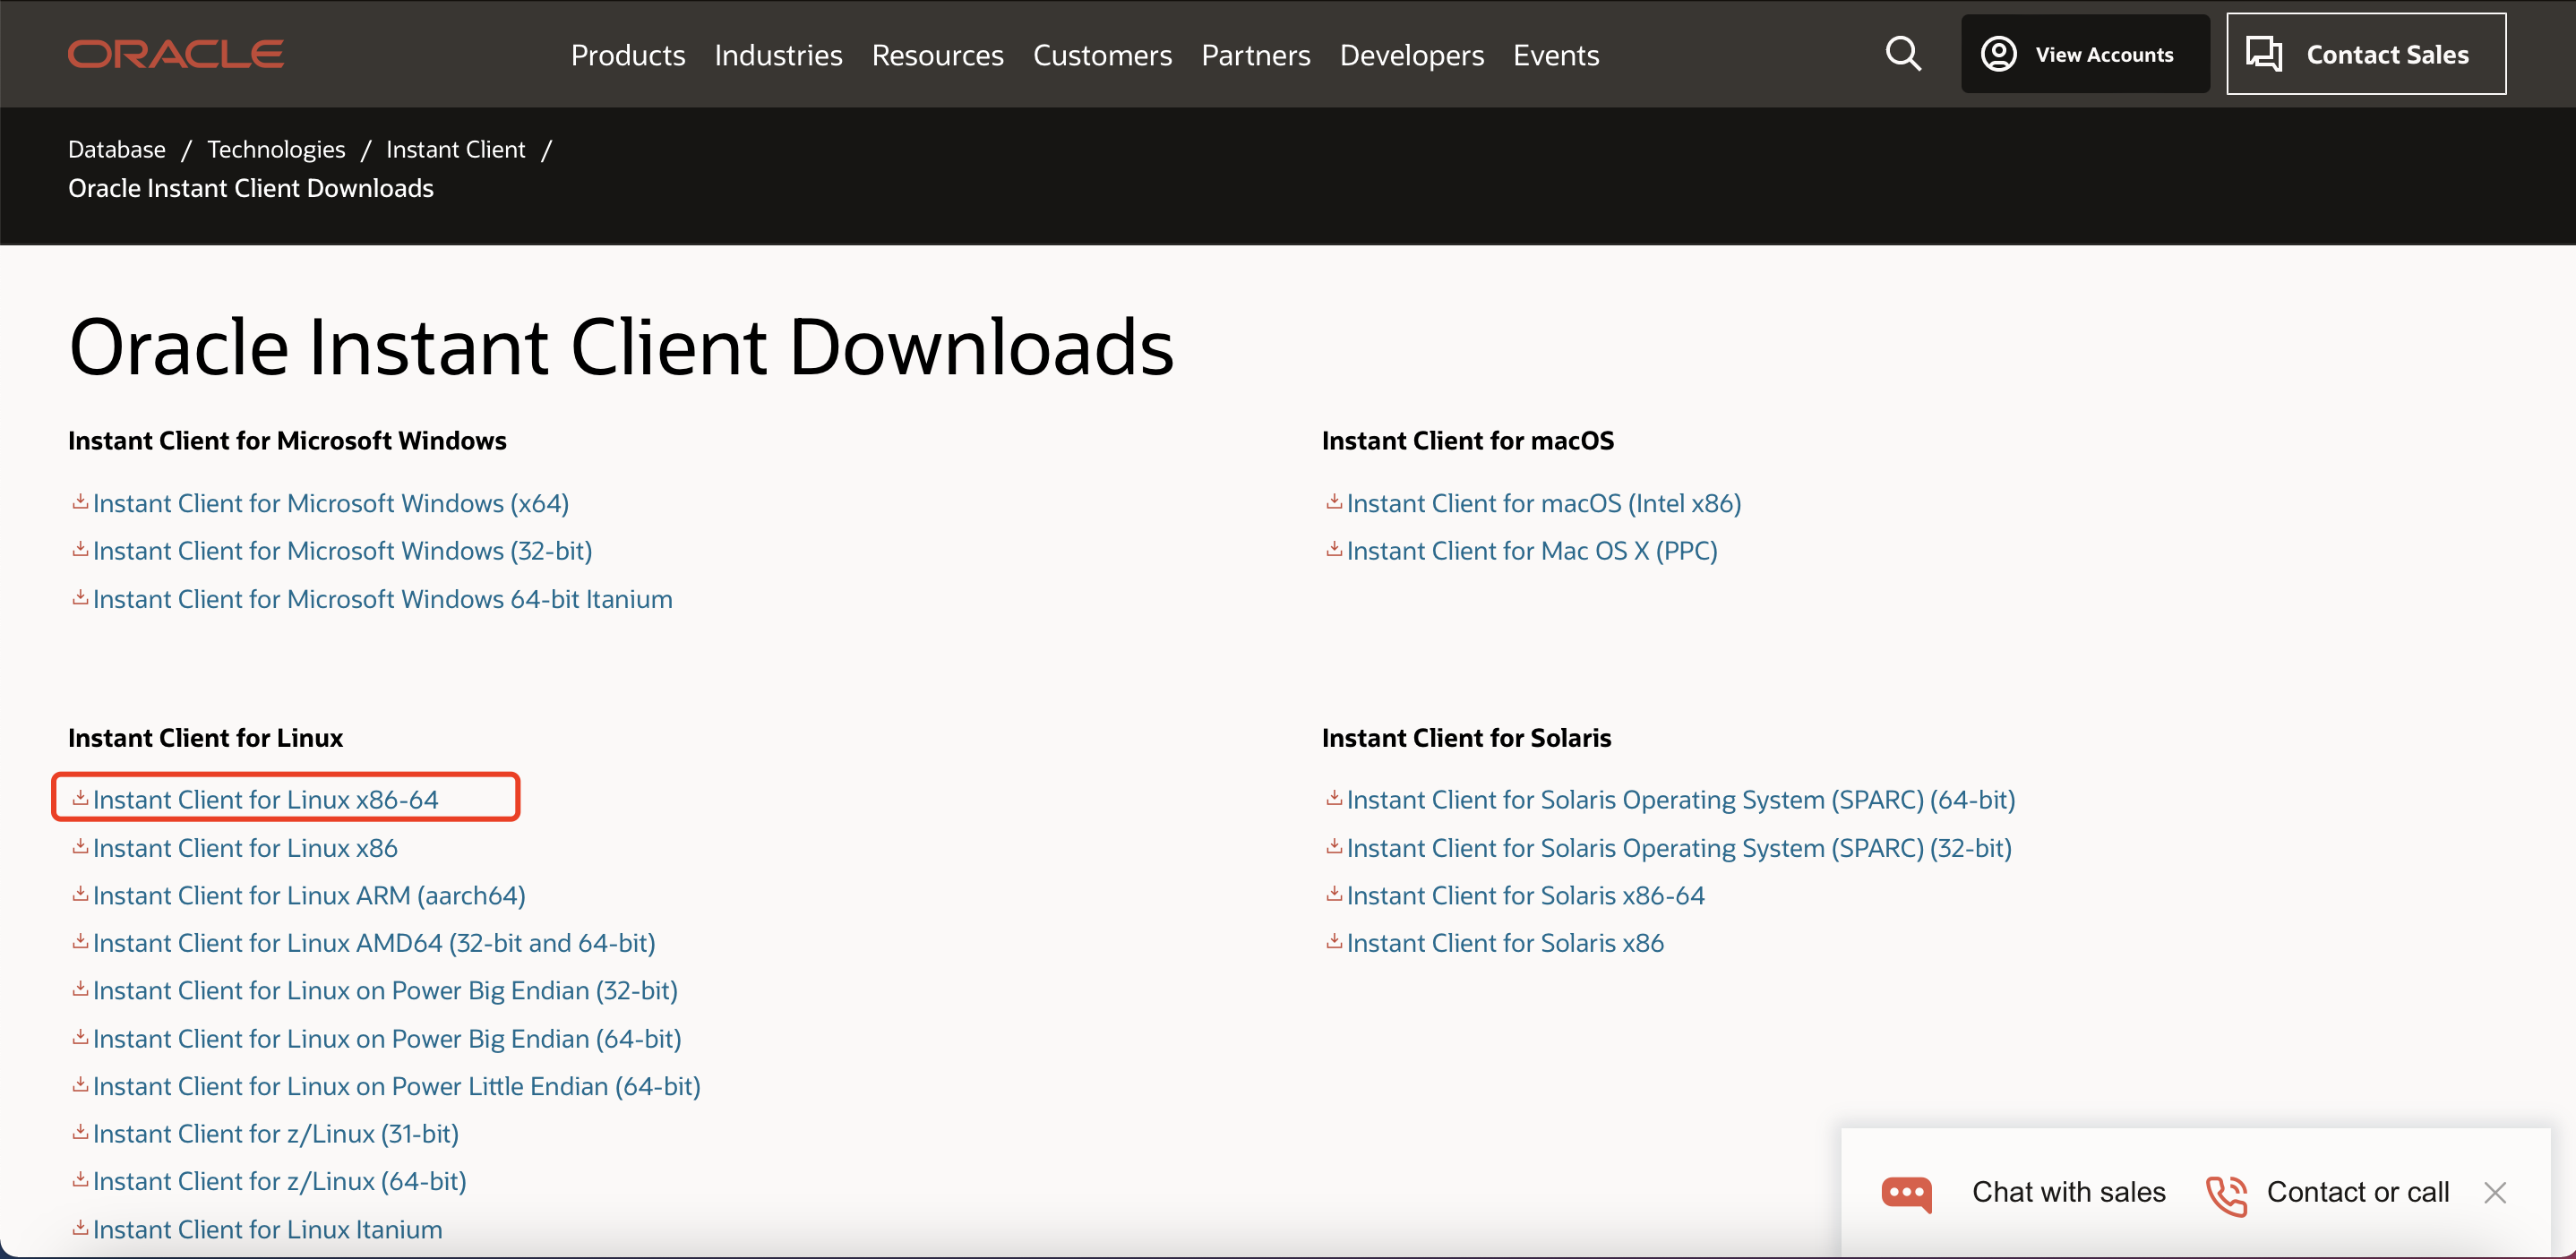 ORACLE
Products Industries Resources Customers Partners Developers Events
View Accounts
Contact Sales
Database / Technologies / Instant Client /
Oracle Instant Client Downloads
Oracle Instant Client Downloads
Instant Client for Microsoft Windows
Instant Client for Microsoft Windows (x64)
Instant Client for Microsoft Windows (32-bit)
Instant Client for Microsoft Windows 64-bit Itanium
Instant Client for macOS
Instant Client for macOS (Intel x86)
Instant Client for Mac OS X (PPC)
Instant Client for Linux
Instant Client for Linux x86-64
Instant Client for Linux x86
Instant Client for Linux ARM (aarch64)
Instant Client for Linux AMD64 (32-bit and 64-bit)
Instant Client for Linux on Power Big Endian (32-bit)
Instant Client for Linux on Power Big Endian (64-bit)
Instant Client for Linux on Power Little Endian (64-bit)
Instant Client for z/Linux (31-bit)
Instant Client for z/Linux (64-bit)
Instant Client for Linux Itanium
Instant Client for Solaris
Instant Client for Solaris Operating System (SPARC) (64-bit)
Instant Client for Solaris Operating System (SPARC) (32-bit)
Instant Client for Solaris x86-64
Instant Client for Solaris x86
Chat with sales
Contact or call